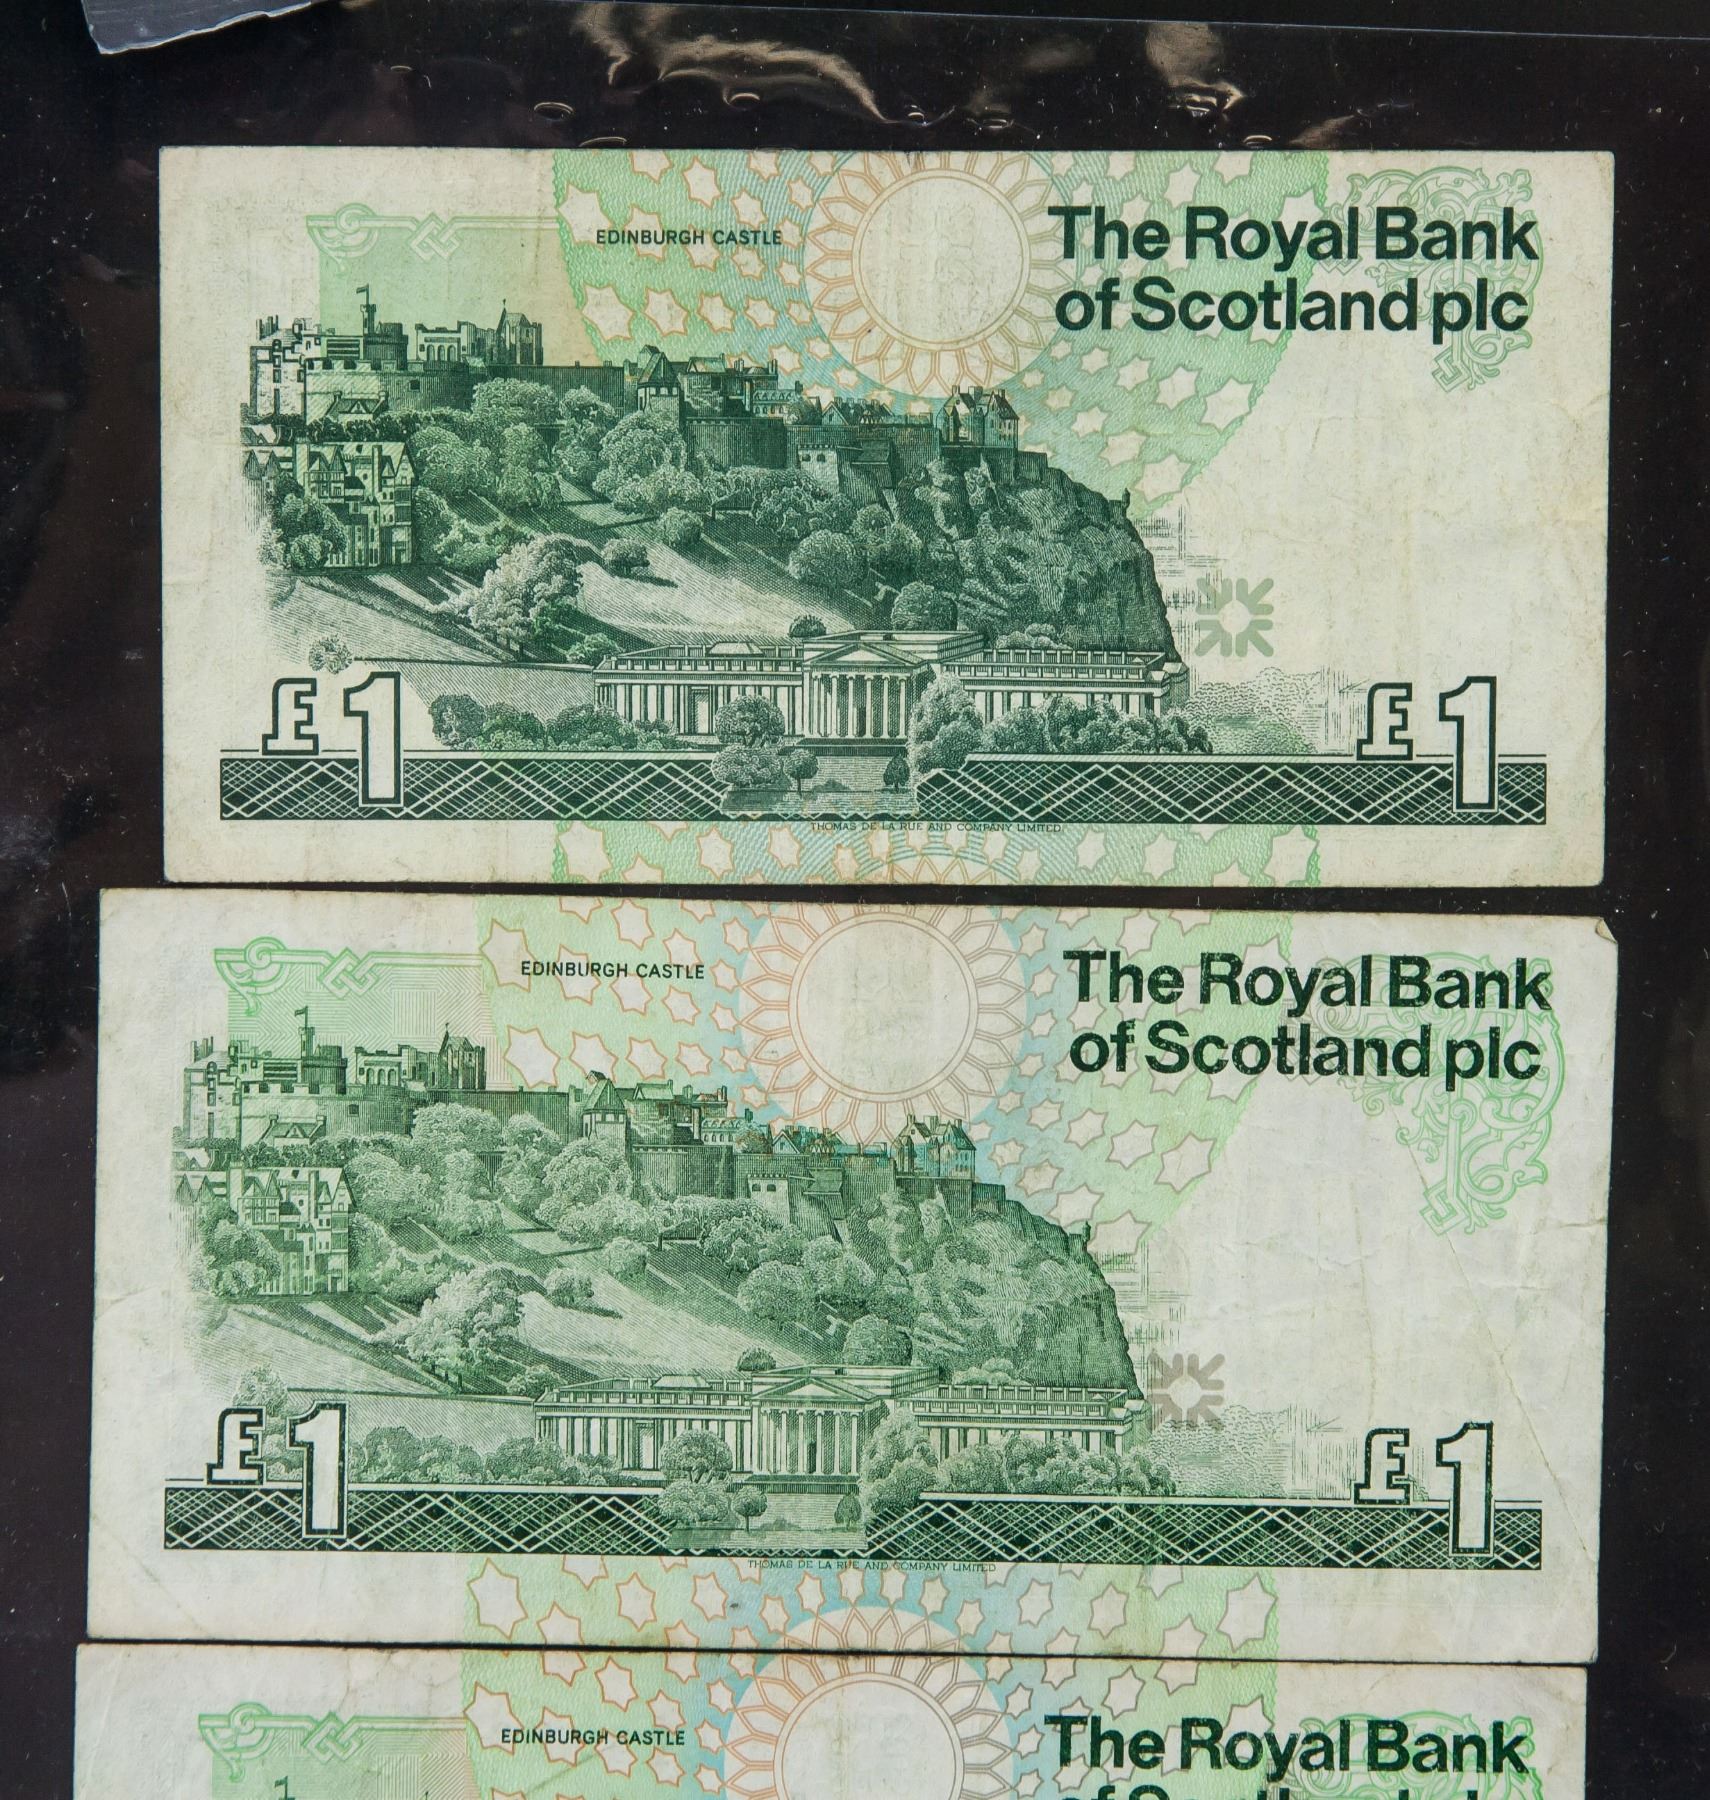 EDINBURGH CASTLE
The Royal Bank
of Scotland plc
£1
£1
THOMAS DE LA RUE AND COMPANY LIMITED
EDINBURGH CASTLE
The Royal Bank
of Scotland plc
£1
£1
THOMAS DE LA RUE AND COMPANY LIMITED
EDINBURGH CASTLE
The Royal Bank